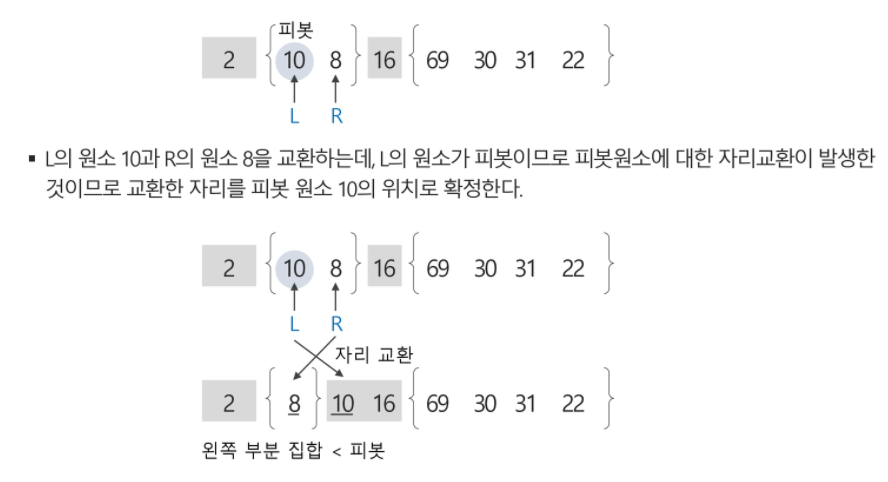 피봇
2 { 10 8 } 16 { 69 30 31 22 }
L R
▪ L의 원소 10과 R의 원소 8을 교환하는데, L의 원소가 피봇이므로 피봇원소에 대한 자리교환이 발생한
것이므로 교환한 자리를 피봇 원소 10의 위치로 확정한다.
2 { 10 8 } 16 { 69 30 31 22 }
L R
자리 교환
2 { 8 } 10 16 { 69 30 31 22 }
왼쪽 부분 집합 < 피봇